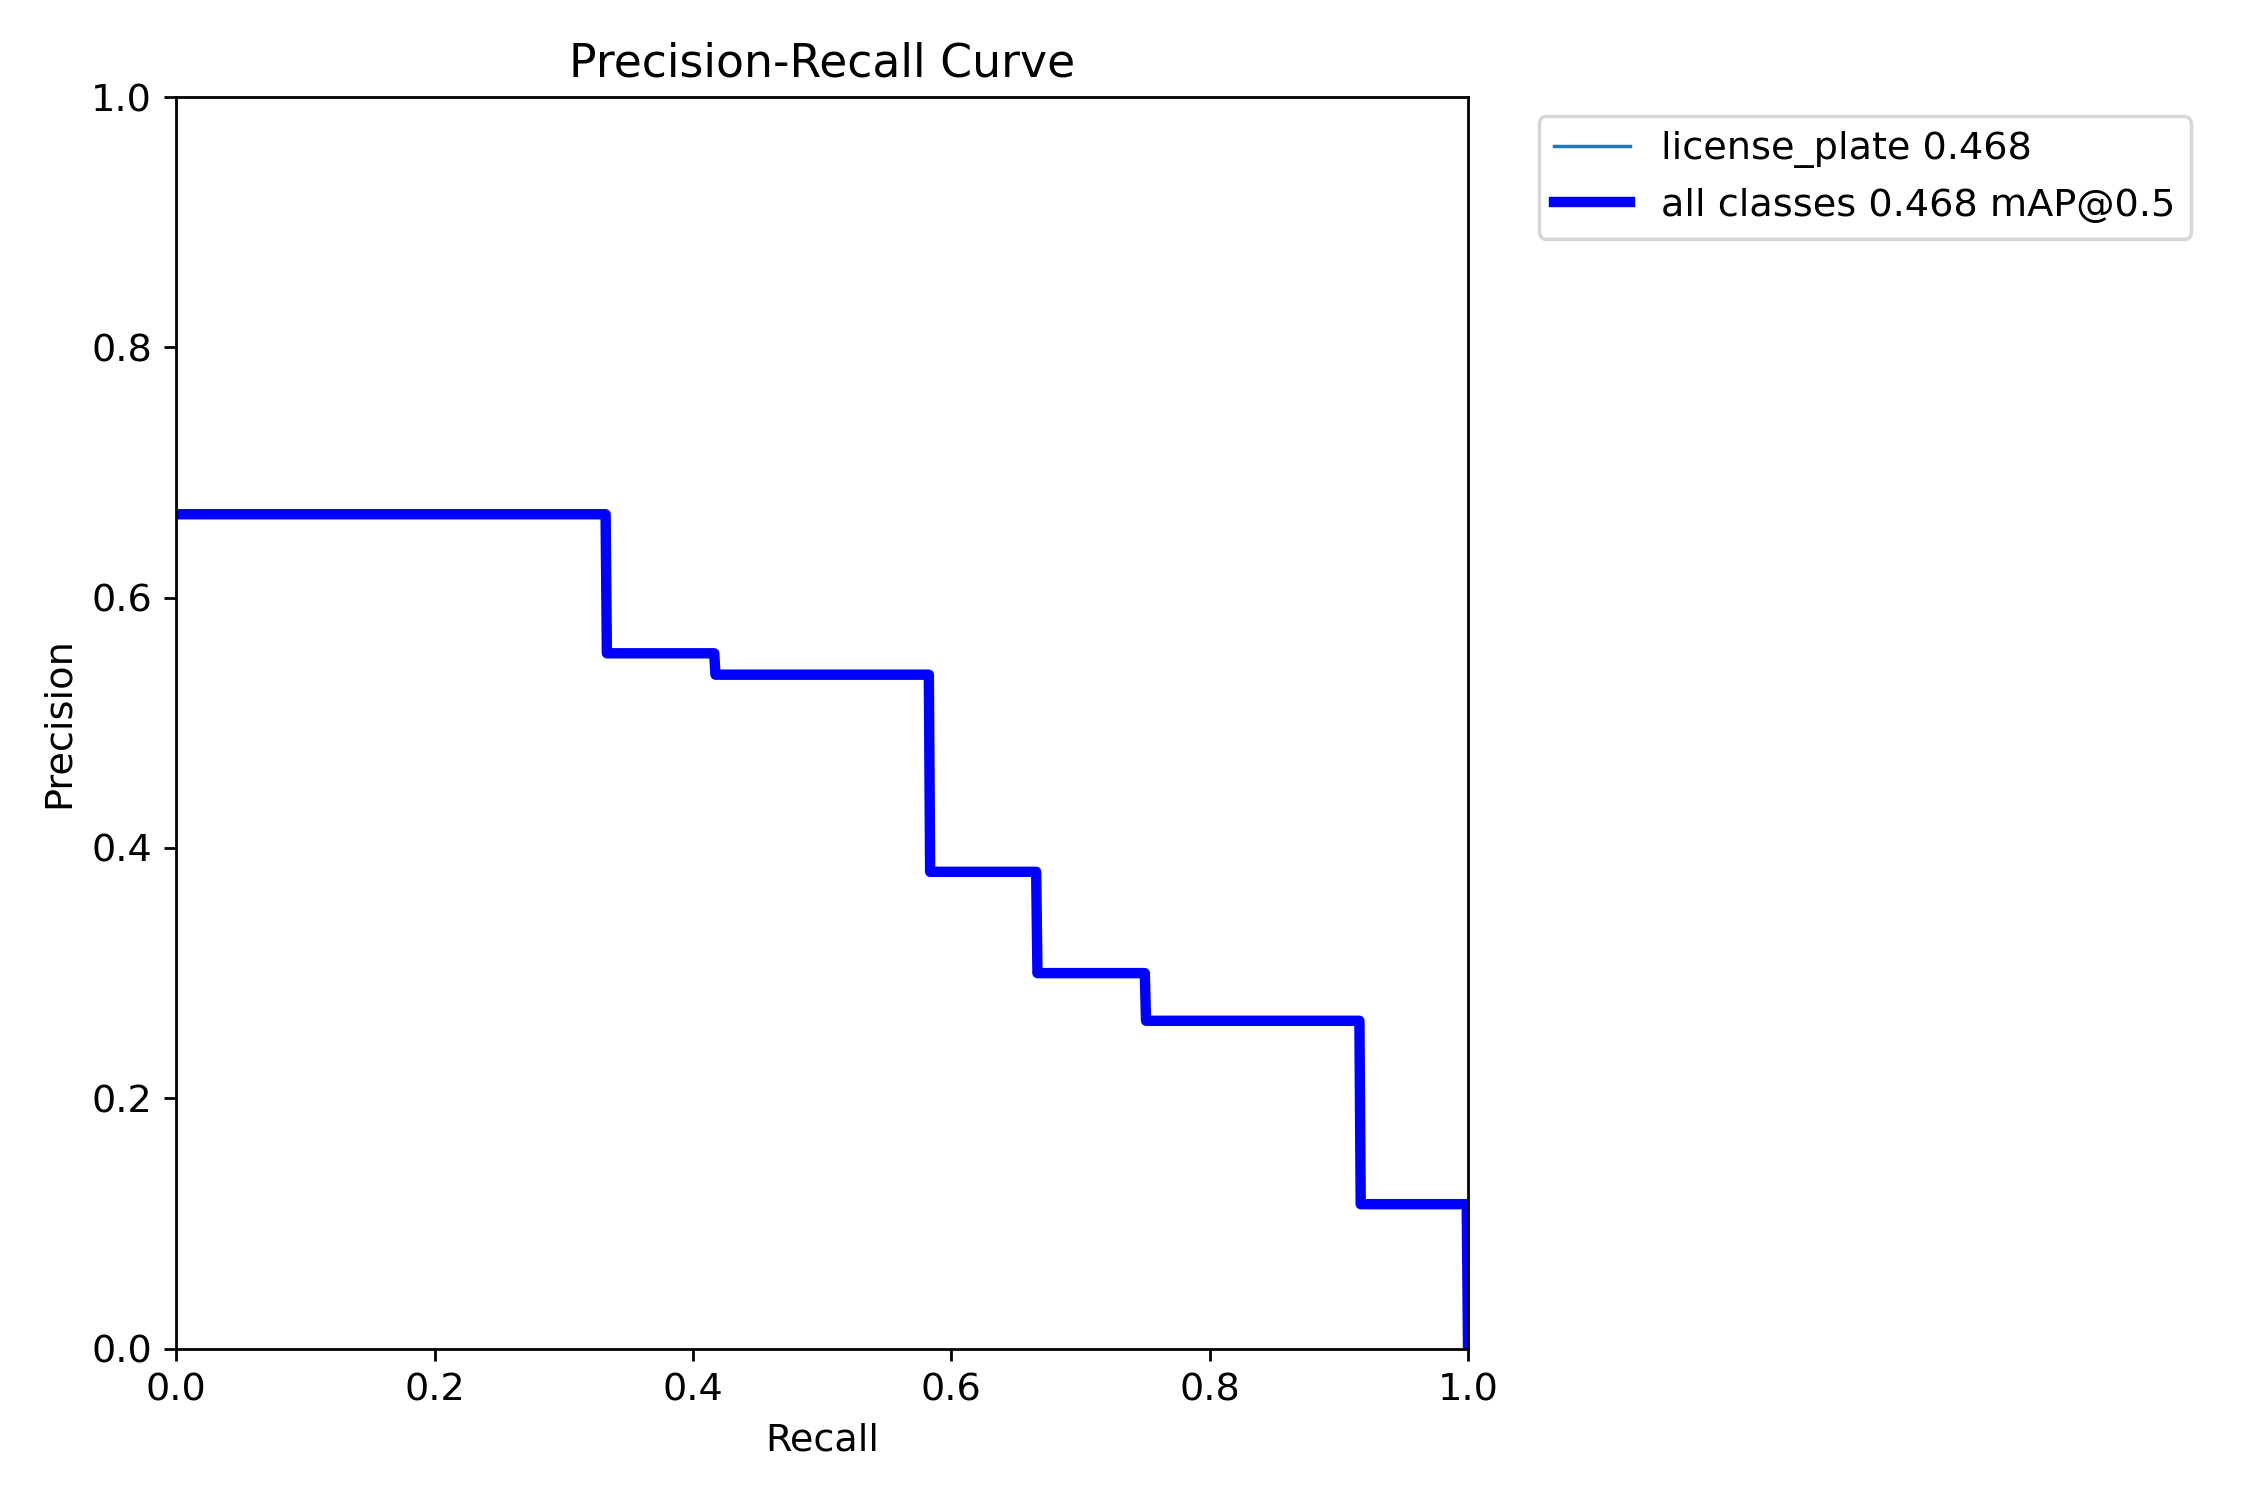 Precision-Recall Curve
1.0
0.8
0.6
0.4
0.2
0.0
Precision
0.0 0.2 0.4 0.6 0.8 1.0
Recall
license_plate 0.468
all classes 0.468 mAP@0.5